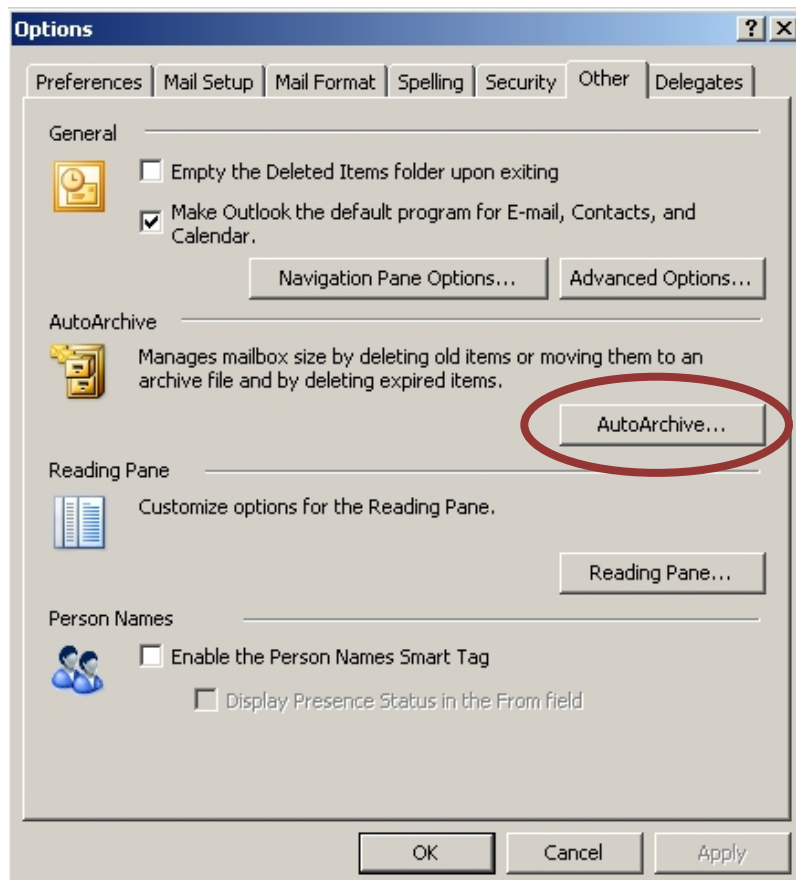 Options
Preferences Mail Setup Mail Format Spelling Security Other Delegates
General
Empty the Deleted Items folder upon exiting
Make Outlook the default program for E-mail, Contacts, and
Calendar.
Navigation Pane Options... Advanced Options...
AutoArchive
Manages mailbox size by deleting old items or moving them to an
archive file and by deleting expired items.
AutoArchive...
Reading Pane
Customize options for the Reading Pane.
Reading Pane...
Person Names
Enable the Person Names Smart Tag
Display Presence Status in the From field
OK Cancel Apply